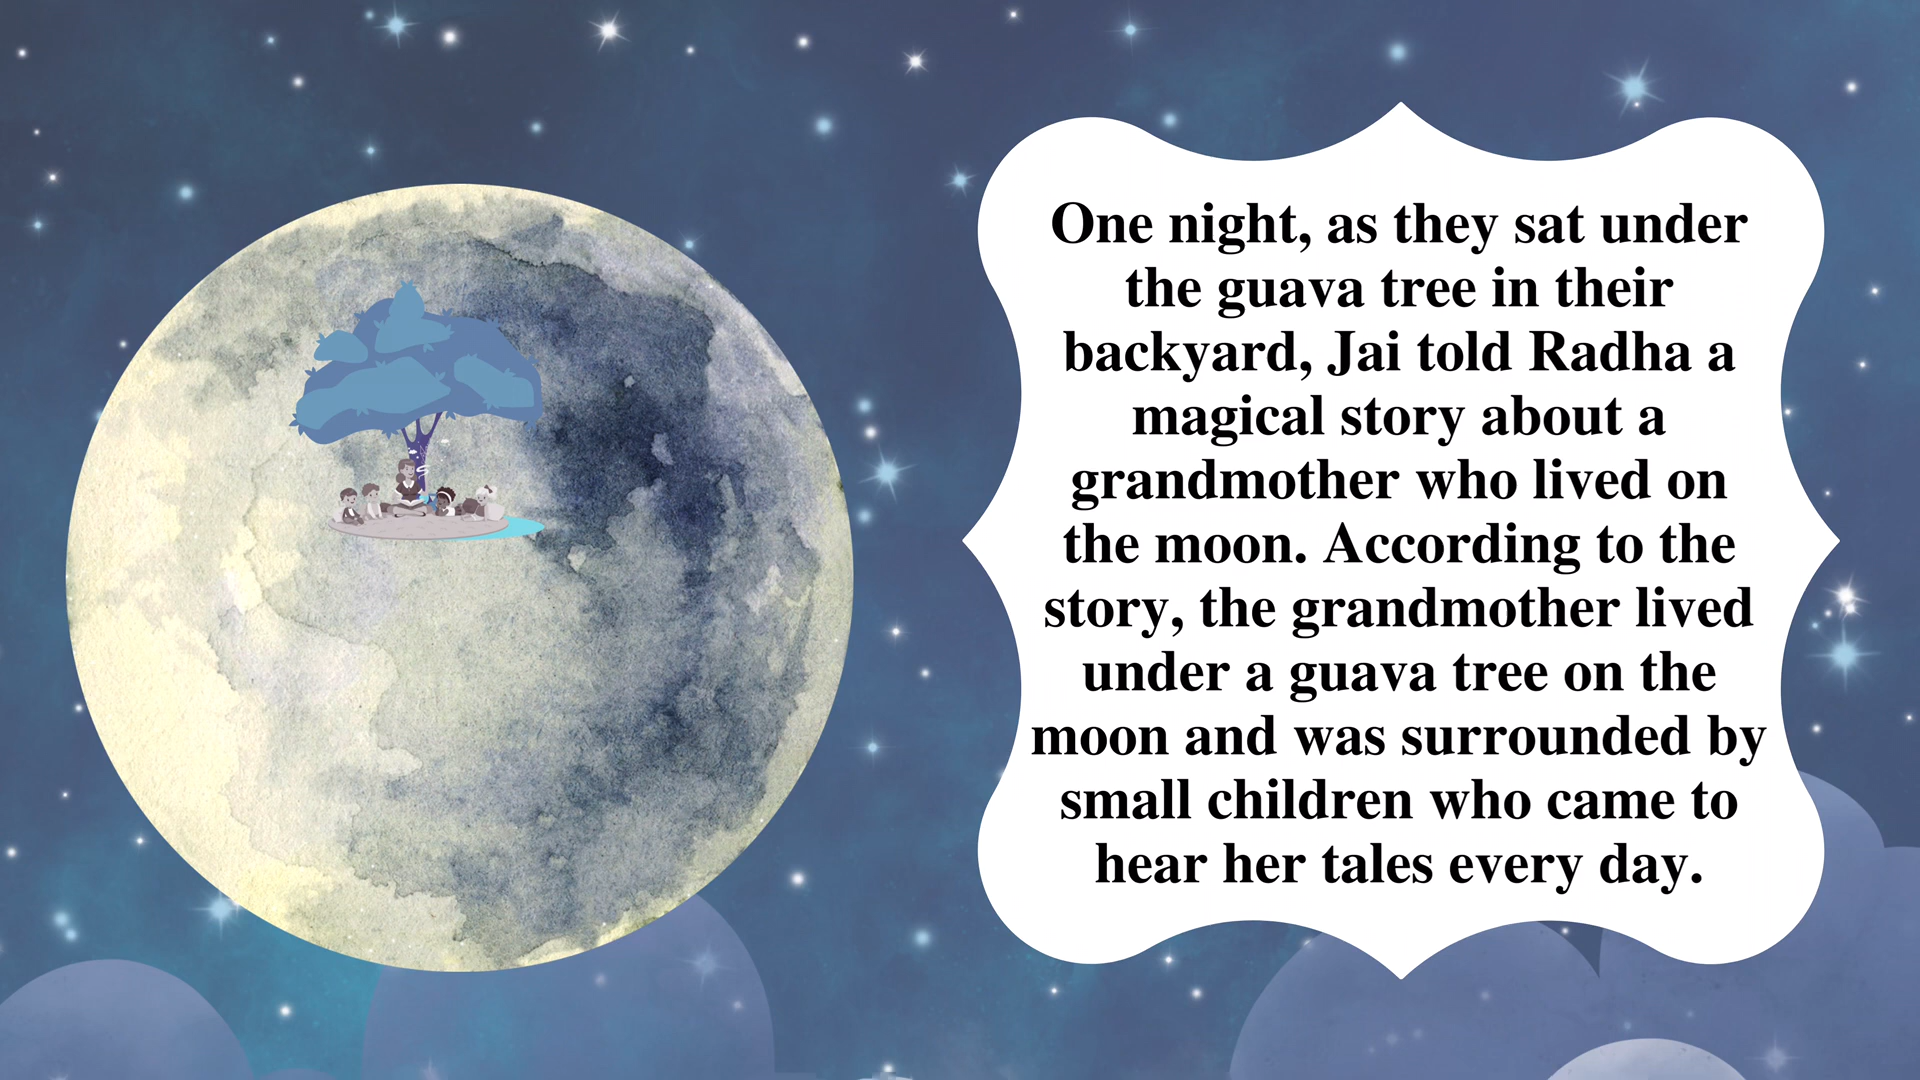 One night, as they sat under
the guava tree in their
backyard, Jai told Radha a
magical story about a
grandmother who lived on
the moon. According to the
story, the grandmother lived
under a guava tree on the
moon and was surrounded by
small children who came to
hear her tales every day.